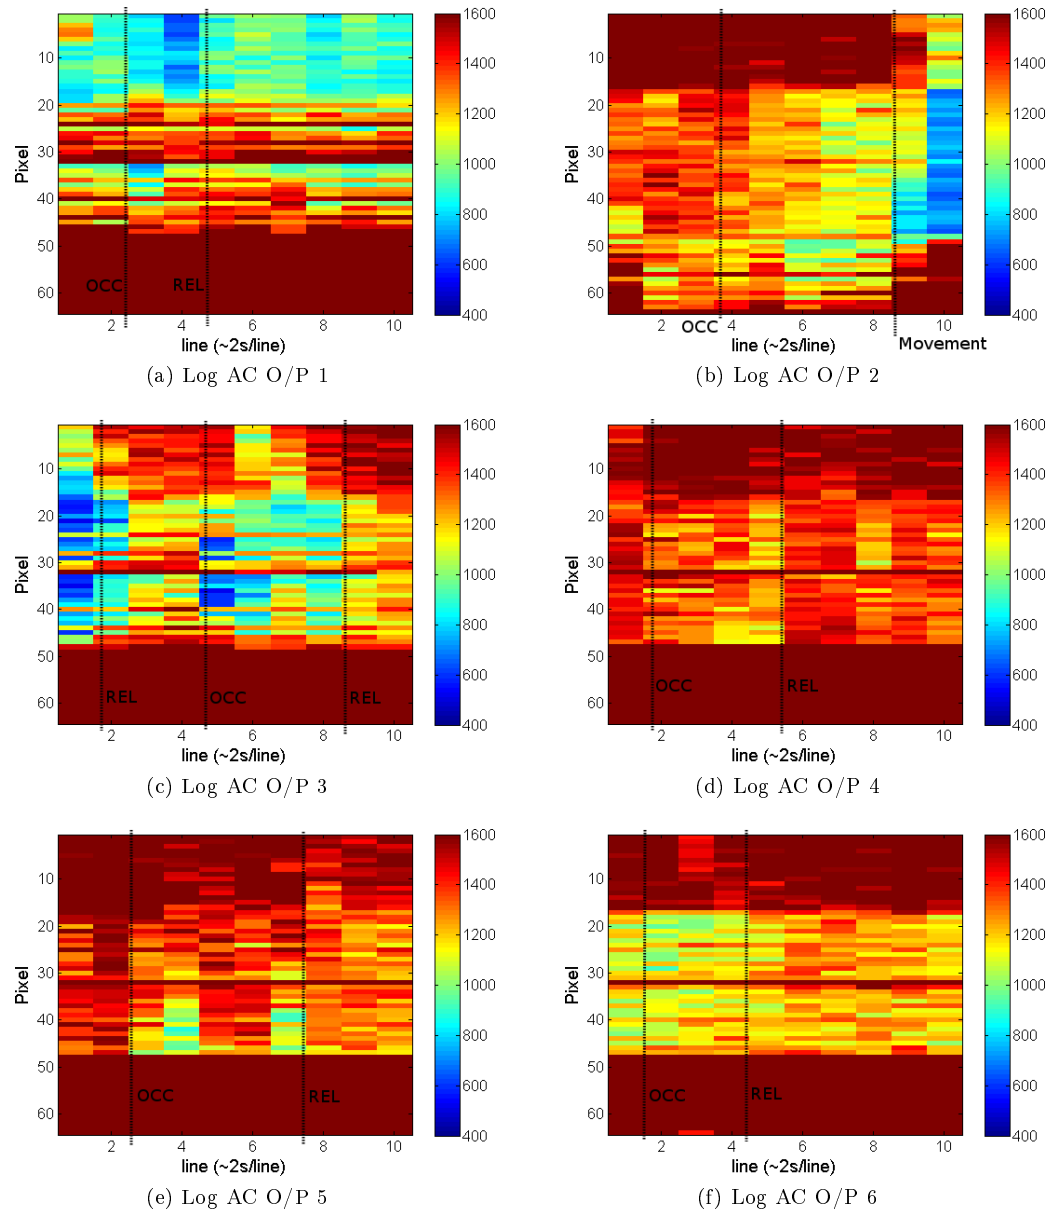 1600
1400
1200
1000
800
600
400
10
20
30
40
50
60
Pixel
OCC
REL
2 4 6 8 10
line (~2s/line)
(a) Log AC O/P 1
1600
1400
1200
1000
800
600
400
10
20
30
40
50
60
Pixel
2 4 6 8 10
OCC
Movement
line (~2s/line)
(b) Log AC O/P 2
1600
1400
1200
1000
800
600
400
10
20
30
40
50
60
Pixel
REL
OCC
REL
2 4 6 8 10
line (~2s/line)
(c) Log AC O/P 3
1600
1400
1200
1000
800
600
400
10
20
30
40
50
60
Pixel
OCC
REL
2 4 6 8 10
line (~2s/line)
(d) Log AC O/P 4
1600
1400
1200
1000
800
600
400
10
20
30
40
50
60
Pixel
OCC
REL
2 4 6 8 10
line (~2s/line)
(e) Log AC O/P 5
1600
1400
1200
1000
800
600
400
10
20
30
40
50
60
Pixel
OCC
REL
2 4 6 8 10
line (~2s/line)
(f) Log AC O/P 6